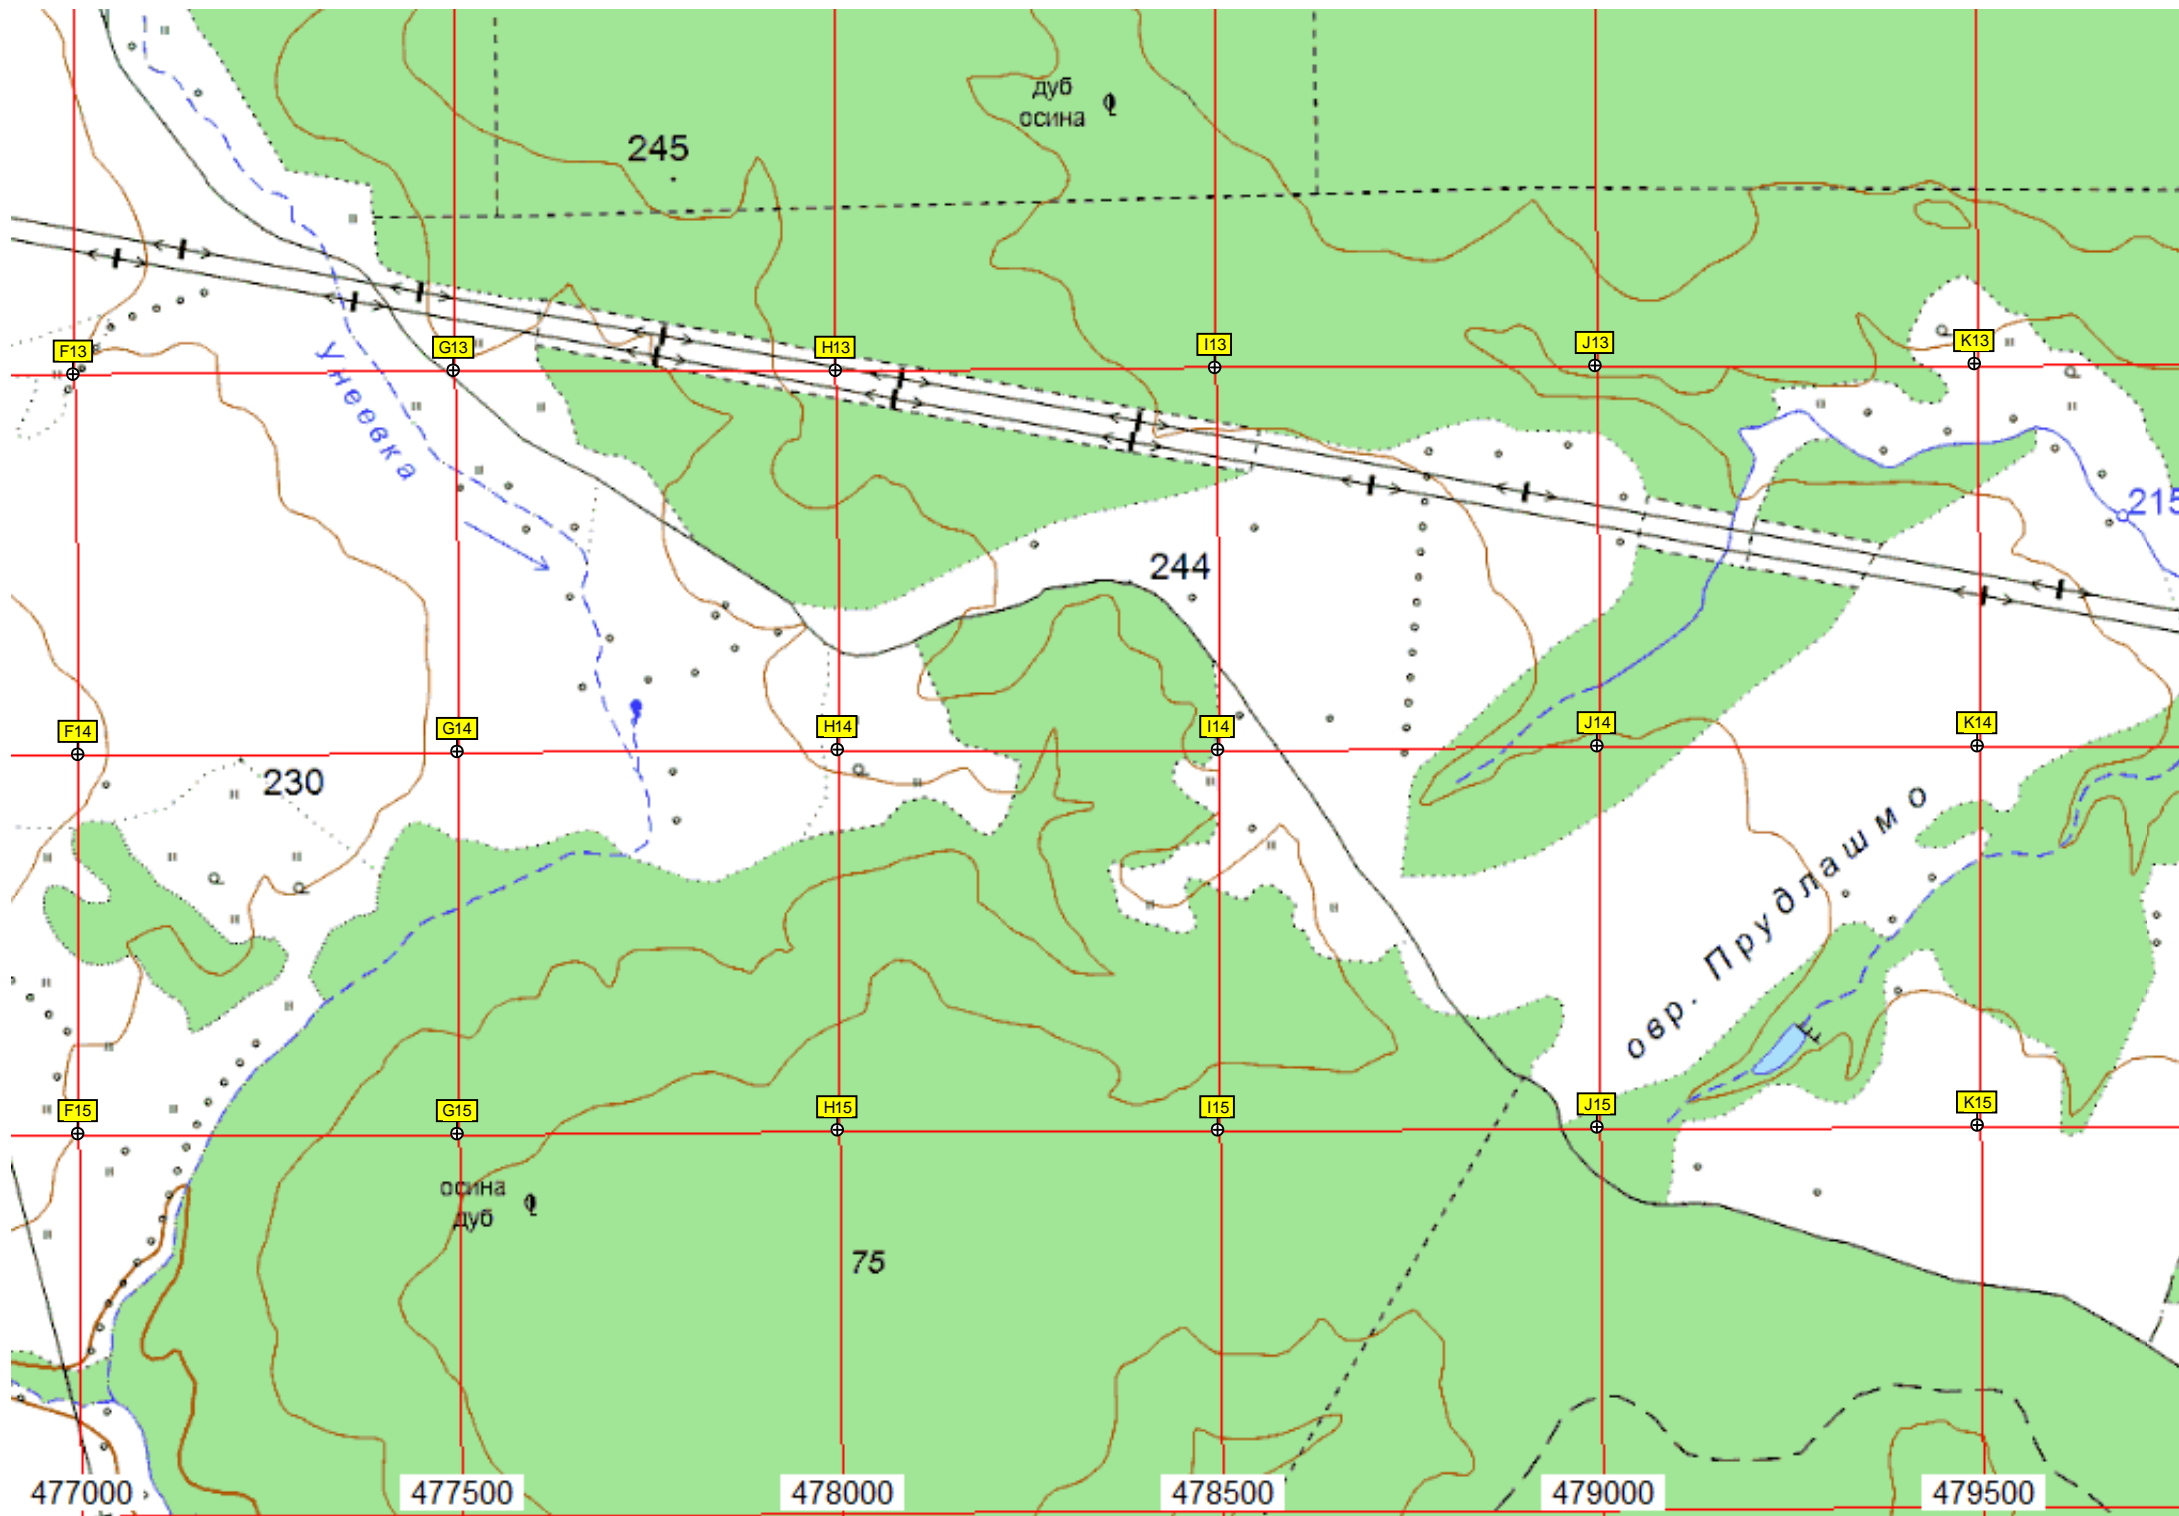 дуб
осина
245
F13
G13
H13
I13
J13
K13
Унеевка
215
244
F14
G14
H14
I14
J14
K14
230
овр. Прудлашмо
F15
G15
H15
I15
J15
K15
осина
дуб
75
477000
477500
478000
478500
479000
479500